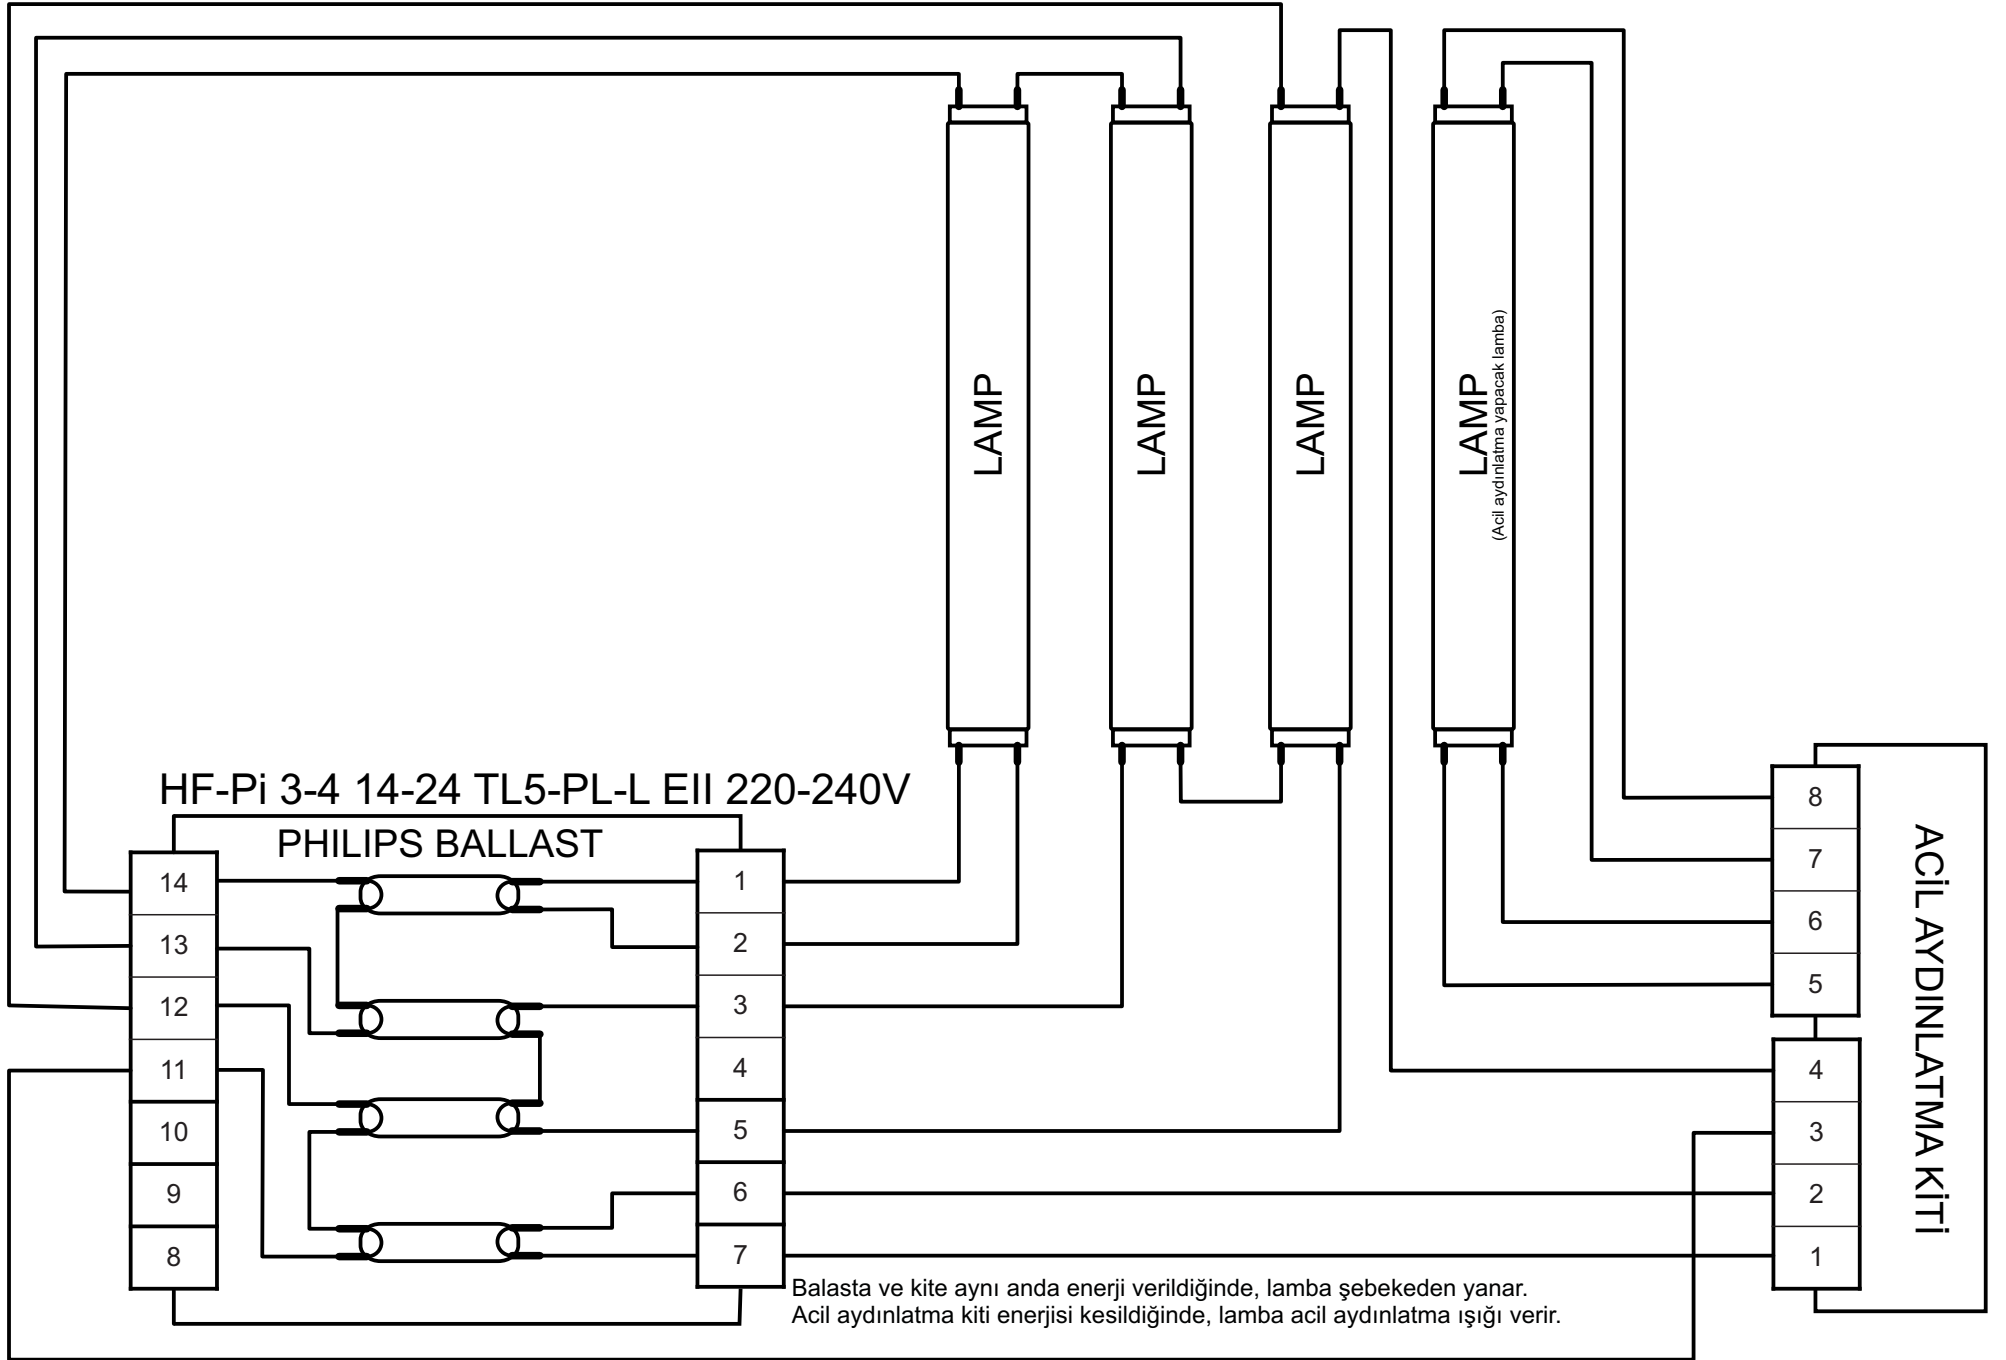 LAMP
LAMP
LAMP
LAMP
(Acil aydınlatma yapacak lamba)
HF-Pi 3-4 14-24 TL5-PL-L EII 220-240V
PHILIPS BALLAST
14
13
12
11
10
9
8
1
2
3
4
5
6
7
8
7
6
5
4
3
2
1
ACİL AYDINLATMA KİTİ
Balasta ve kite aynı anda enerji verildiğinde, lamba şebekeden yanar.
Acil aydınlatma kiti enerjisi kesildiğinde, lamba acil aydınlatma ışığı verir.